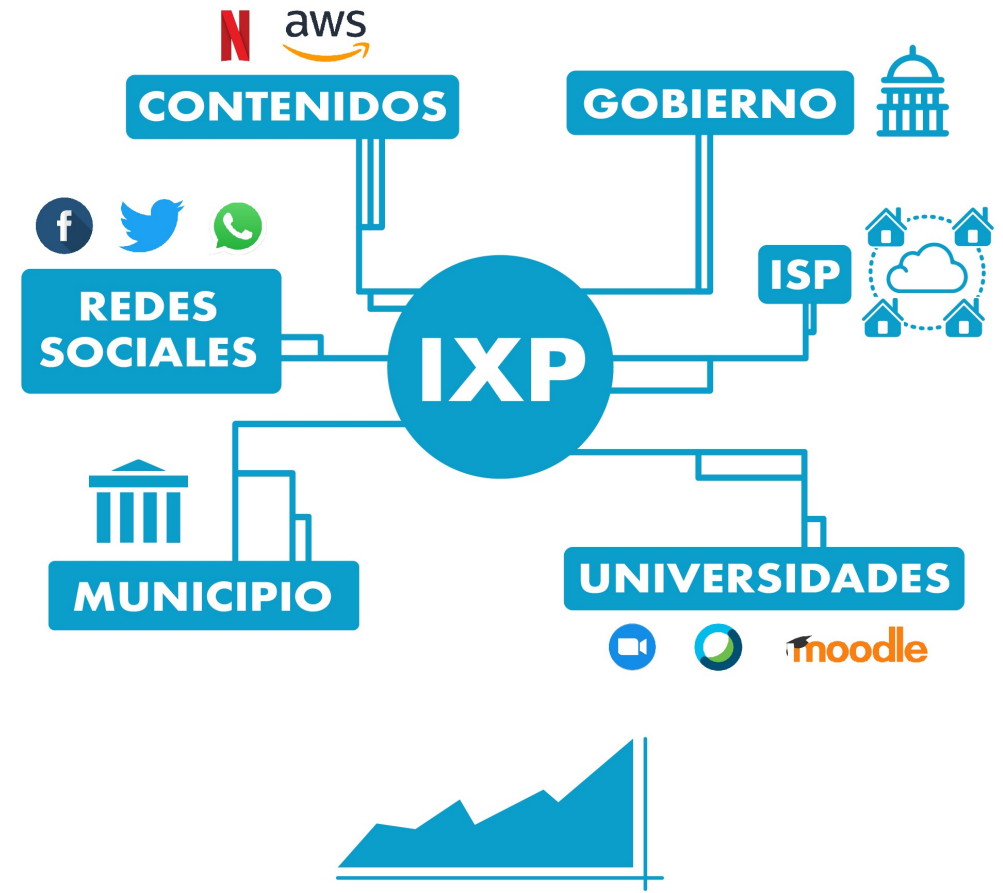 N aws
CONTENIDOS
GOBIERNO
f
REDES
SOCIALES
ISP
IXP
MUNICIPIO
UNIVERSIDADES
moodle